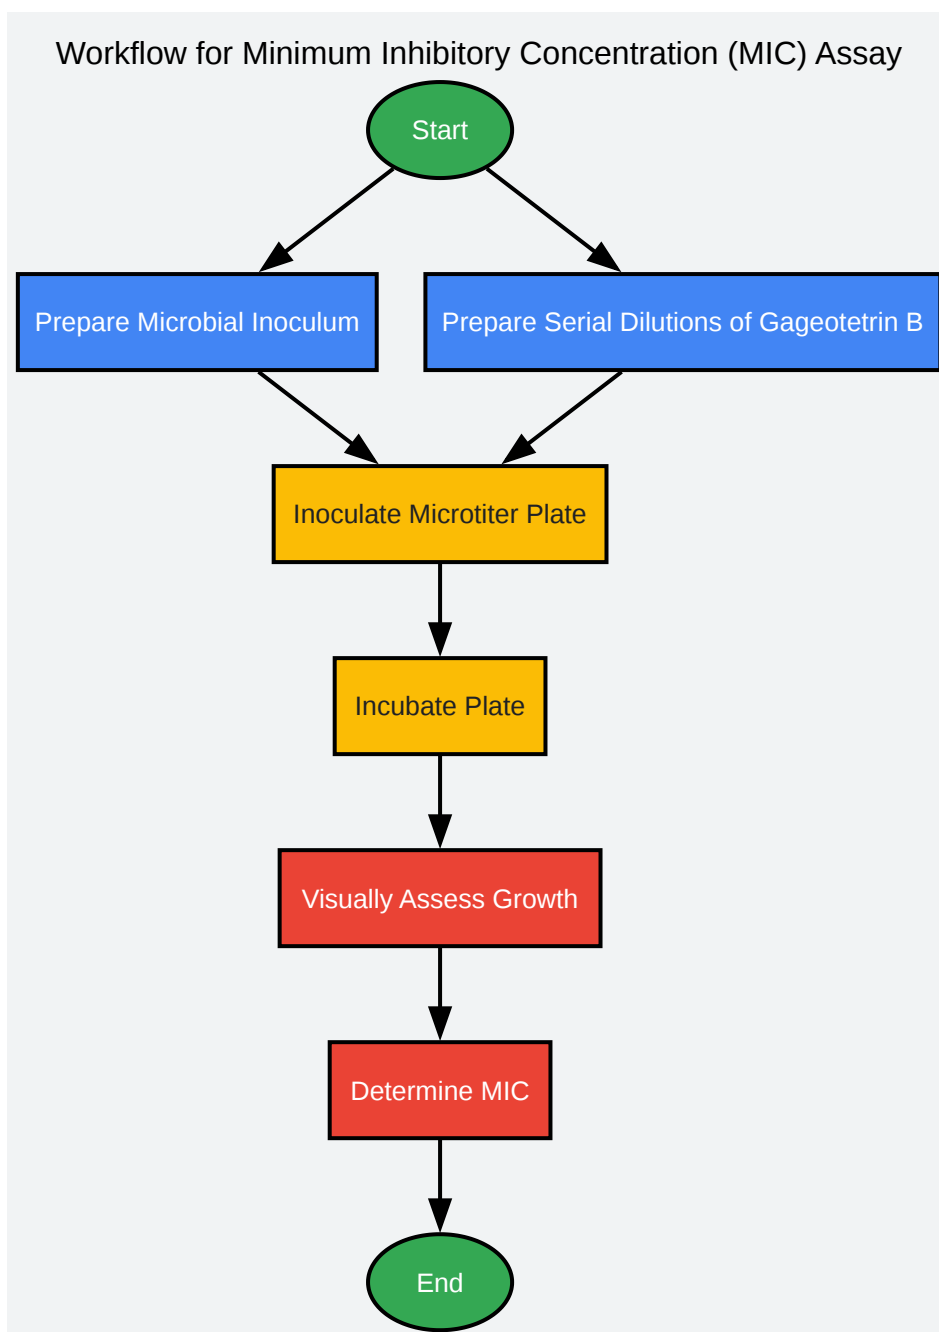 Workflow for Minimum Inhibitory Concentration (MIC) Assay
Start
Prepare Microbial Inoculum
Prepare Serial Dilutions of Gageotetrin B
Inoculate Microtiter Plate
Incubate Plate
Visually Assess Growth
Determine MIC
End